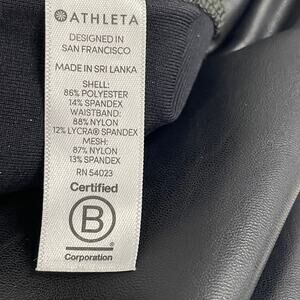 ATHLETA
DESIGNED IN
SAN FRANCISCO
MADE IN SRI LANKA
SHELL:
86% POLYESTER
14% SPANDEX
WAISTBAND:
88% NYLON
12% LYCRA® SPANDEX
MESH:
87% NYLON
13% SPANDEX
RN 54023
Certified
B
Corporation